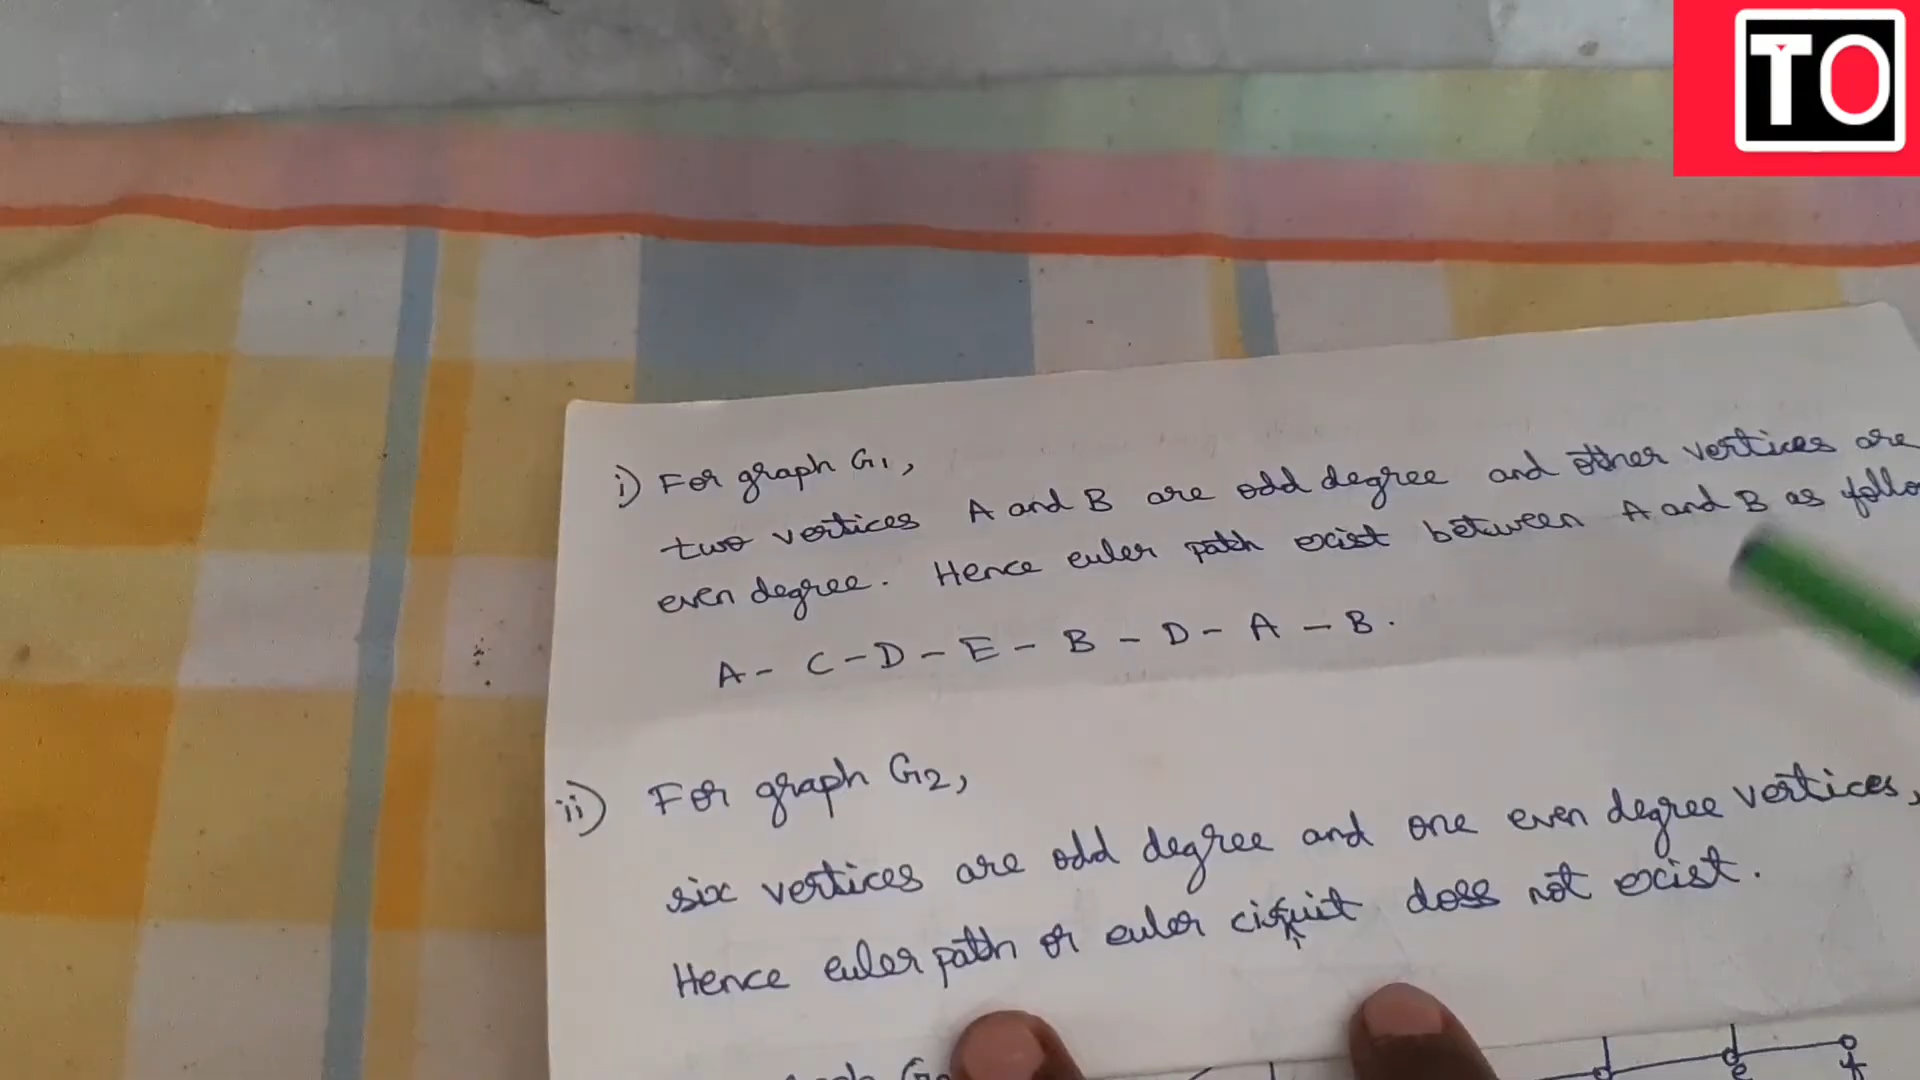 TO
i) For graph G1,
two vertices A and B are odd degree and other vertices are
even degree. Hence euler path exist between A and B as follo
A - C - D - E - B - D - A - B.
ii) For graph G2,
six vertices are odd degree and one even degree vertices,
Hence euler path or euler circuit does not exist.
e